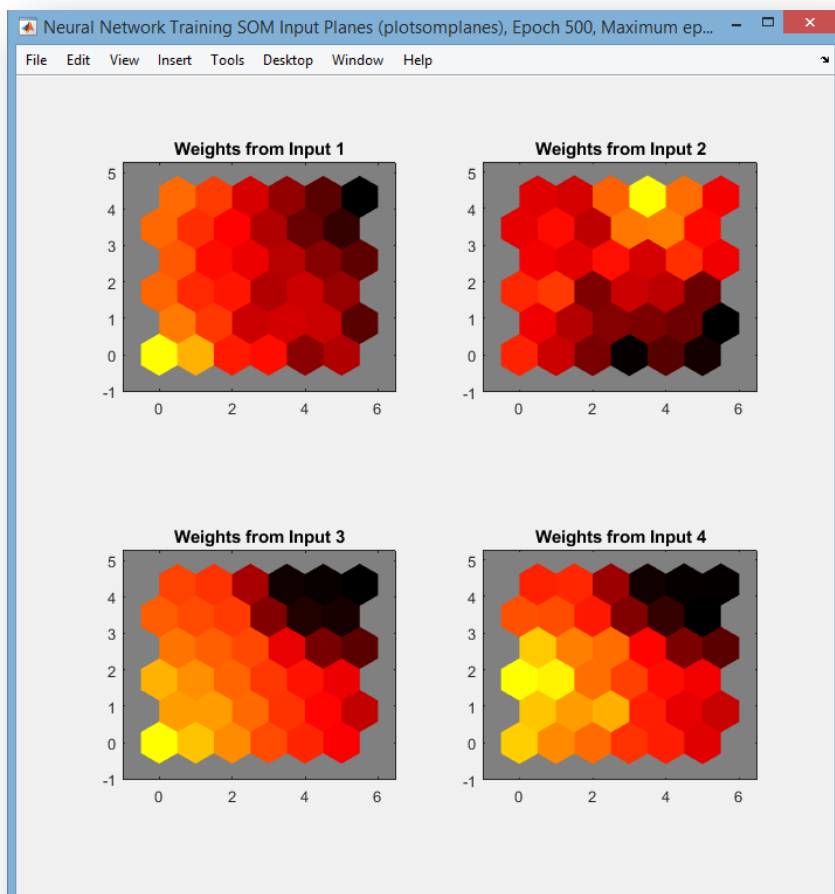 Neural Network Training SOM Input Planes (plotsomplanes), Epoch 500, Maximum ep...
File Edit View Insert Tools Desktop Window Help
Weights from Input 1
5
4
3
2
1
0
-1
0 2 4 6
Weights from Input 2
5
4
3
2
1
0
-1
0 2 4 6
Weights from Input 3
5
4
3
2
1
0
-1
0 2 4 6
Weights from Input 4
5
4
3
2
1
0
-1
0 2 4 6